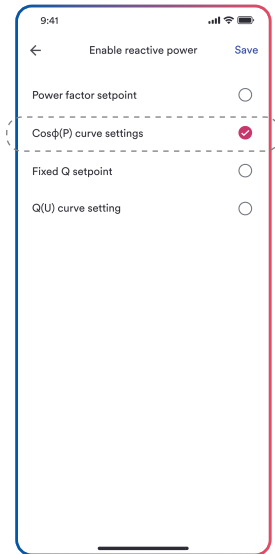 9:41
Enable reactive power Save
Power factor setpoint
Cosϕ(P) curve settings
Fixed Q setpoint
Q(U) curve setting